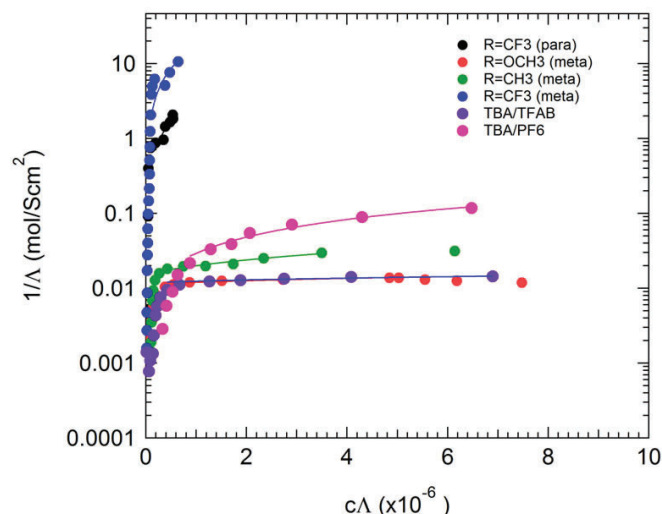 10
1
0.1
0.01
0.001
0.0001
1/Λ (mol/Scm²)
R=CF3 (para)
R=OCH3 (meta)
R=CH3 (meta)
R=CF3 (meta)
TBA/TFAB
TBA/PF6
0 2 4 6 8 10
cΛ (x10⁻⁶)